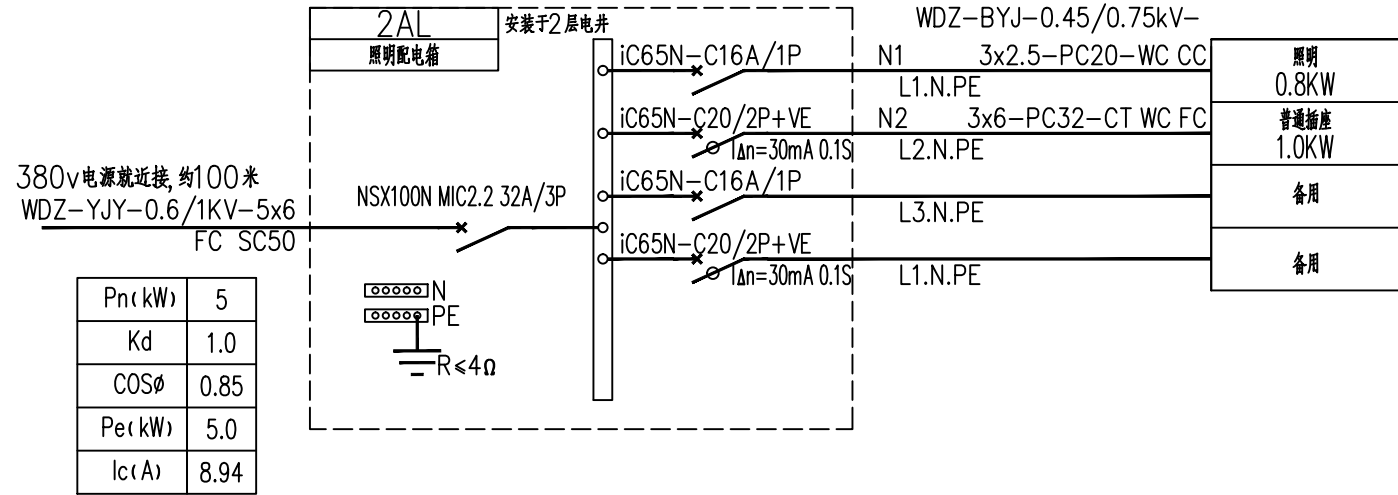 2AL
照明配电箱
安装于2层电井
WDZ-BYJ-0.45/0.75kV-
iC65N-C16A/1P
N1
3x2.5-PC20-WC CC
L1.N.PE
照明
0.8KW
iC65N-C20/2P+VE
N2
3x6-PC32-CT WC FC
IΔn=30mA 0.1S
L2.N.PE
普通插座
1.0KW
380v电源就近接,约100米
WDZ-YJY-0.6/1KV-5x6
FC SC50
NSX100N MIC2.2 32A/3P
iC65N-C16A/1P
L3.N.PE
备用
iC65N-C20/2P+VE
IΔn=30mA 0.1S
L1.N.PE
备用
N
PE
R≤4Ω
Pn(kW) 5
Kd 1.0
COSø 0.85
Pe(kW) 5.0
Ic(A) 8.94